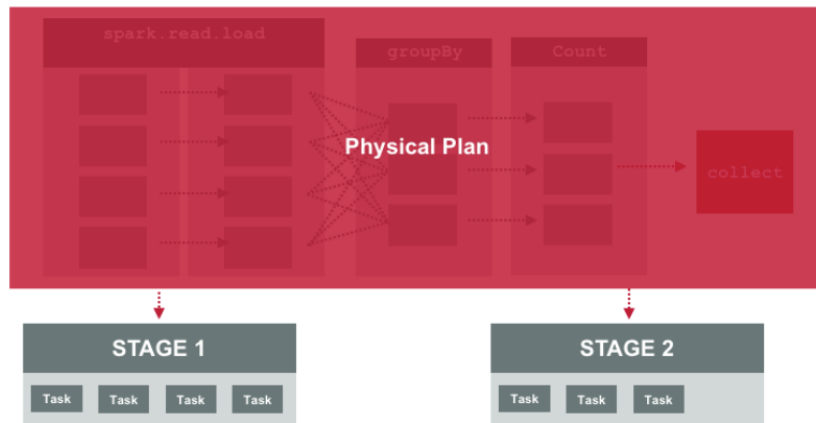 spark.read.load
groupBy
Count
Physical Plan
collect
STAGE 1
STAGE 2
Task Task Task Task
Task Task Task